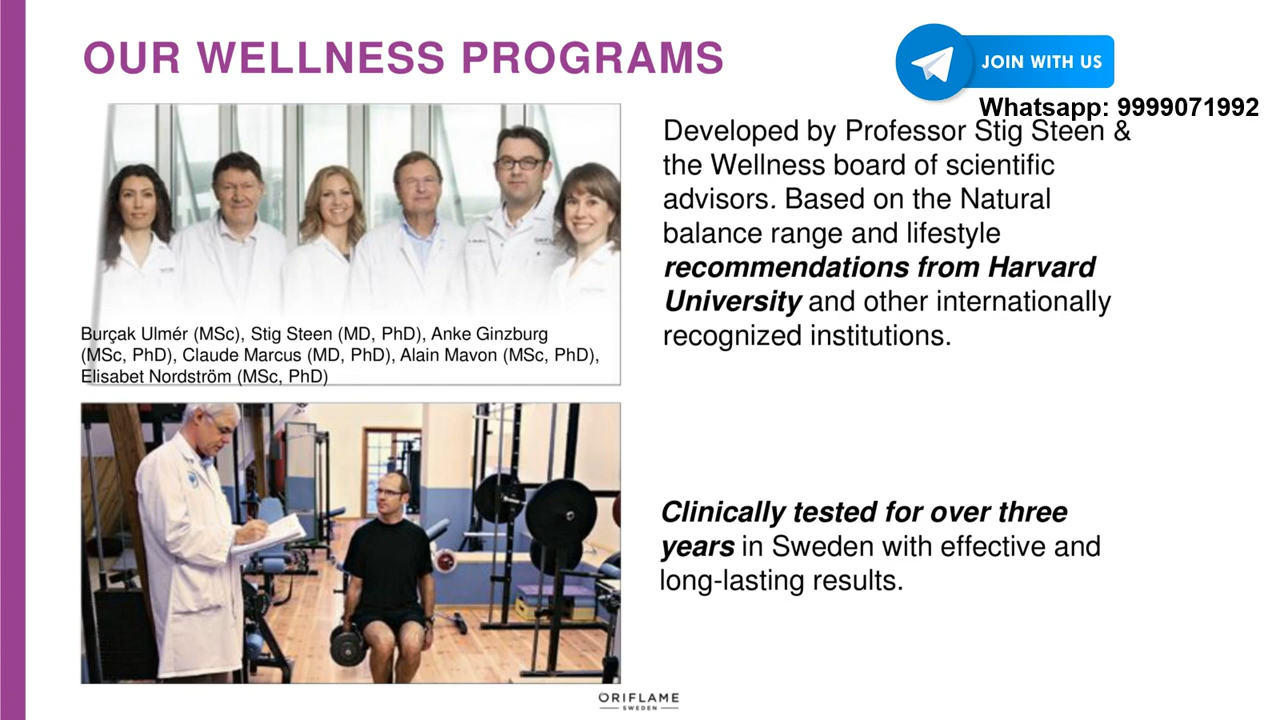 OUR WELLNESS PROGRAMS
JOIN WITH US
Whatsapp: 9999071992
Developed by Professor Stig Steen &
the Wellness board of scientific
advisors. Based on the Natural
balance range and lifestyle
recommendations from Harvard
University and other internationally
recognized institutions.
Burçak Ulmér (MSc), Stig Steen (MD, PhD), Anke Ginzburg
(MSc, PhD), Claude Marcus (MD, PhD), Alain Mavon (MSc, PhD),
Elisabet Nordström (MSc, PhD)
Clinically tested for over three
years in Sweden with effective and
long-lasting results.
ORIFLAME
SWEDEN